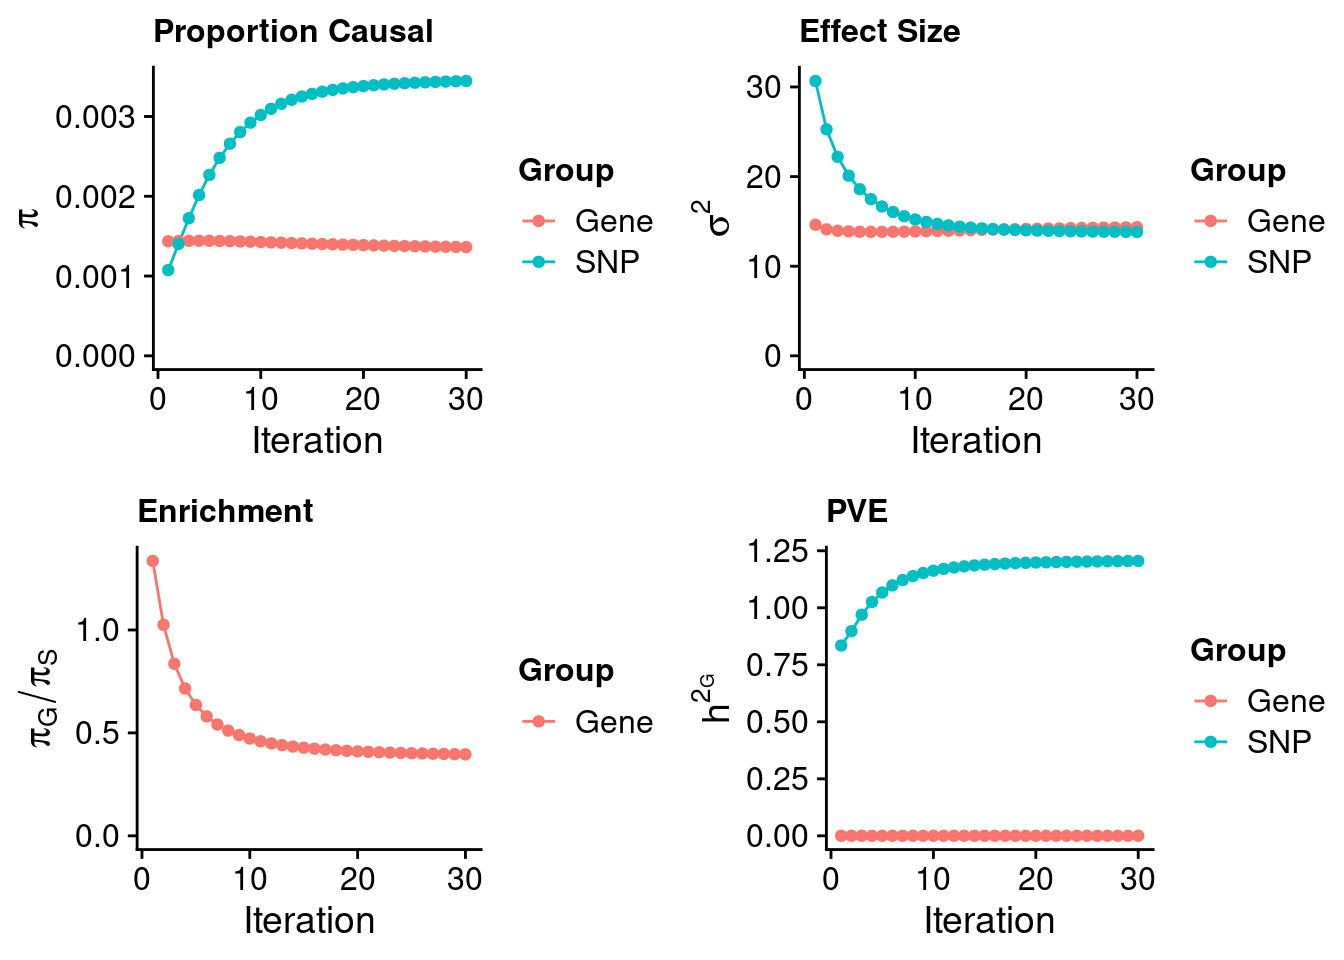 Proportion Causal
0.003
0.002
0.001
0.000
π
0 10 20 30
Iteration
Group
Gene
SNP
Effect Size
30
20
10
0
σ²
0 10 20 30
Iteration
Group
Gene
SNP
Enrichment
1.0
0.5
0.0
πG/πS
0 10 20 30
Iteration
Group
Gene
PVE
1.25
1.00
0.75
0.50
0.25
0.00
h²G
0 10 20 30
Iteration
Group
Gene
SNP